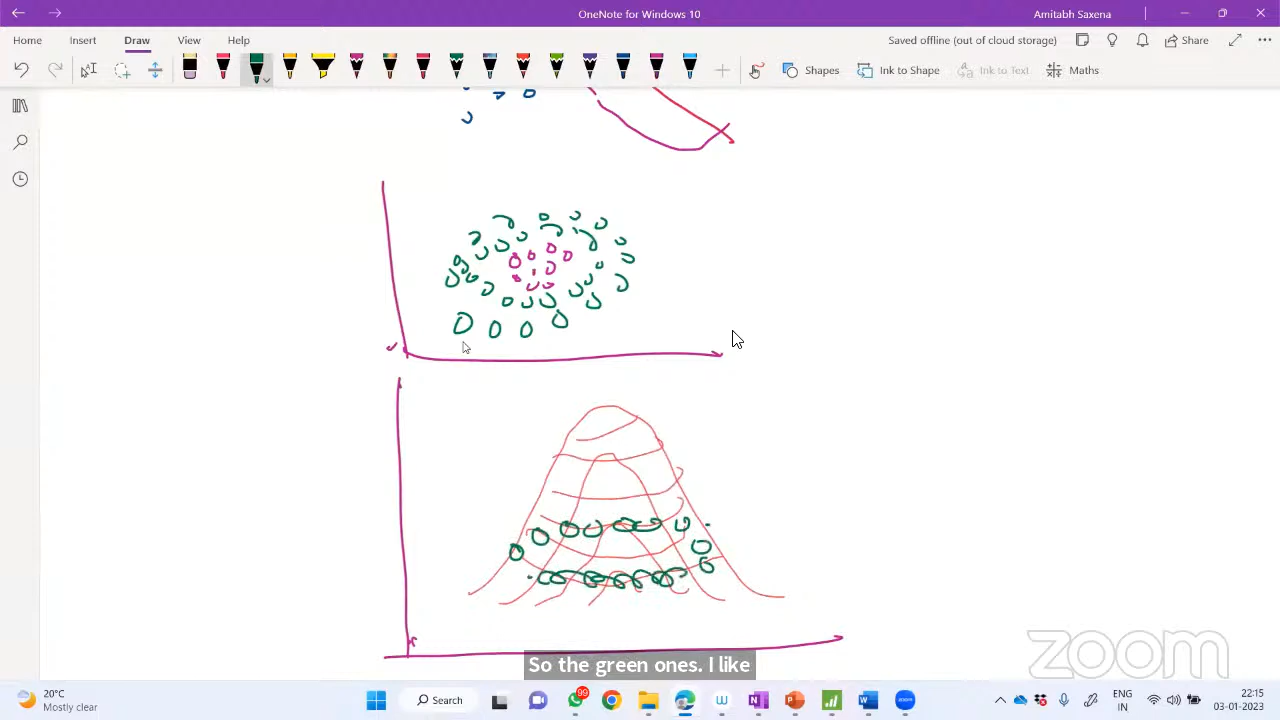 OneNote for Windows 10
Amitabh Saxena
Home Insert Draw View Help
Saved offline (out of cloud storage)
Share
Shapes
Ink to Shape
Ink to Text
Maths
So the green ones. I like
zoom
20°C
Mostly clear
Search
99
ENG
IN
22:15
03-01-2023